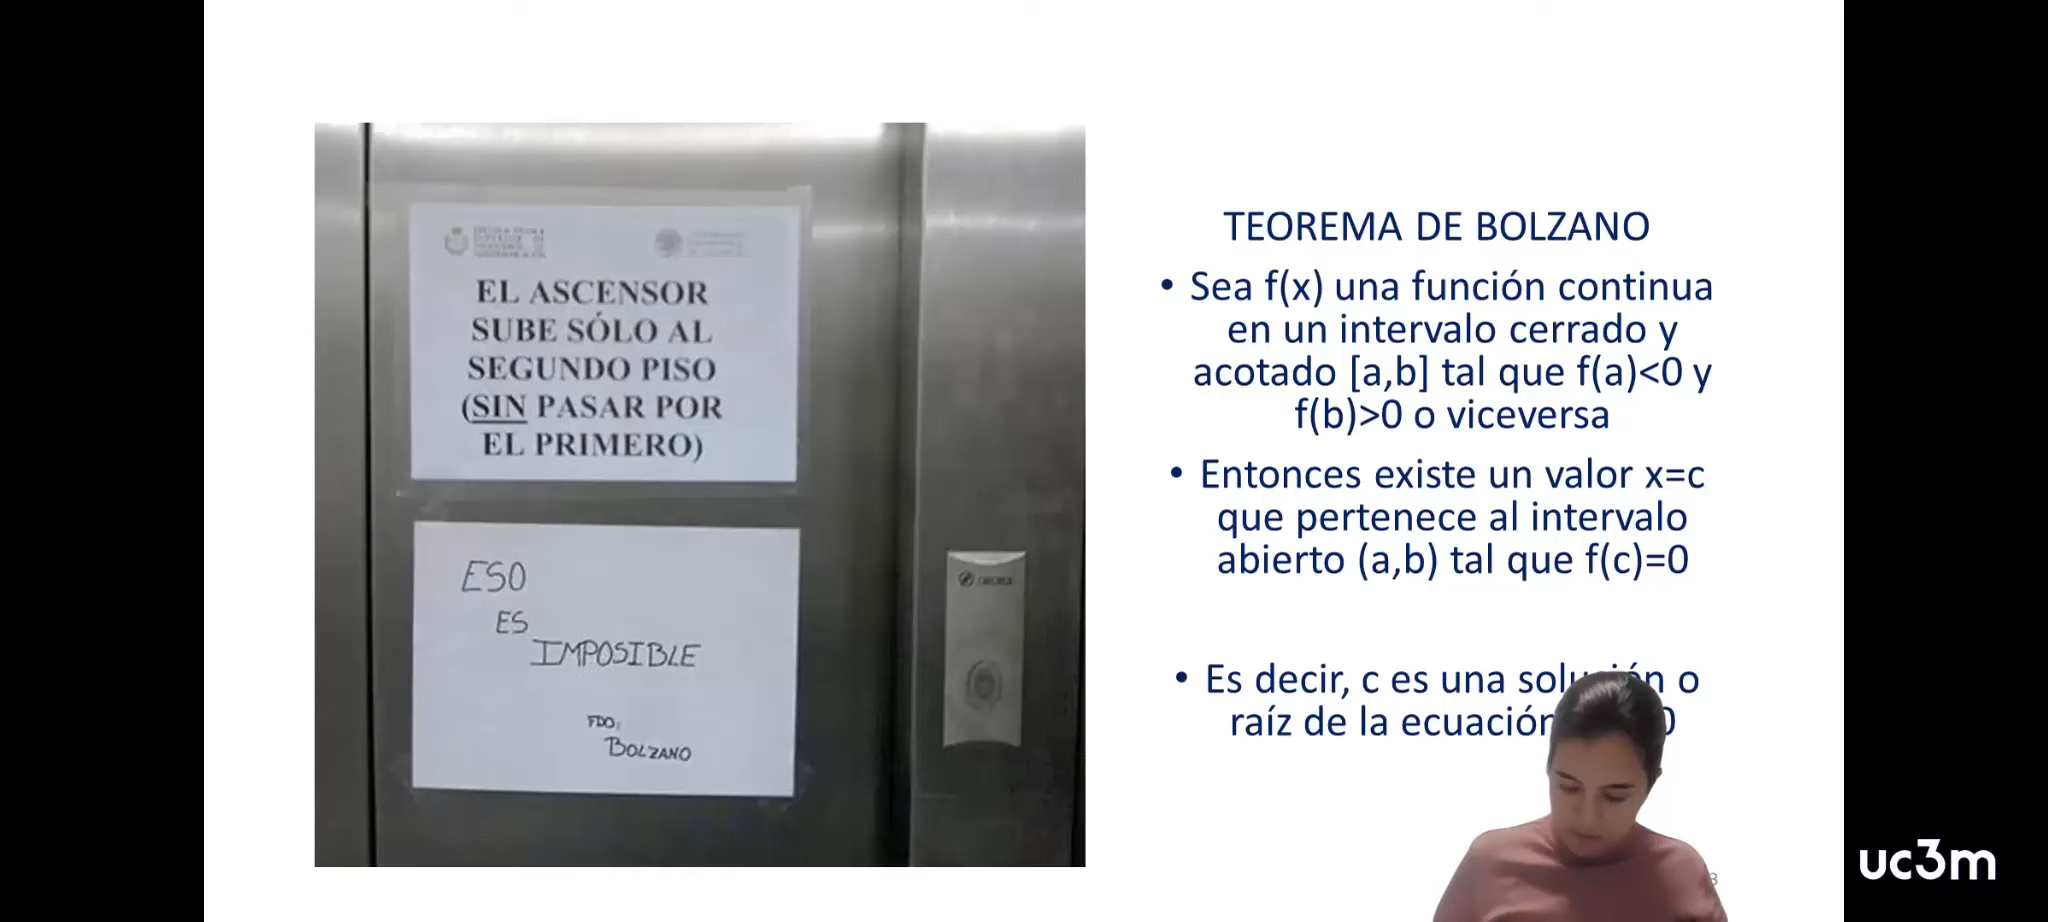 EL ASCENSOR
SUBE SÓLO AL
SEGUNDO PISO
(SIN PASAR POR
EL PRIMERO)
ESO
ES
IMPOSIBLE
FDO:
BOLZANO
TEOREMA DE BOLZANO
• Sea f(x) una función continua
en un intervalo cerrado y
acotado [a,b] tal que f(a)<0 y
f(b)>0 o viceversa
• Entonces existe un valor x=c
que pertenece al intervalo
abierto (a,b) tal que f(c)=0
• Es decir, c es una solución o
raíz de la ecuación
3
uc3m